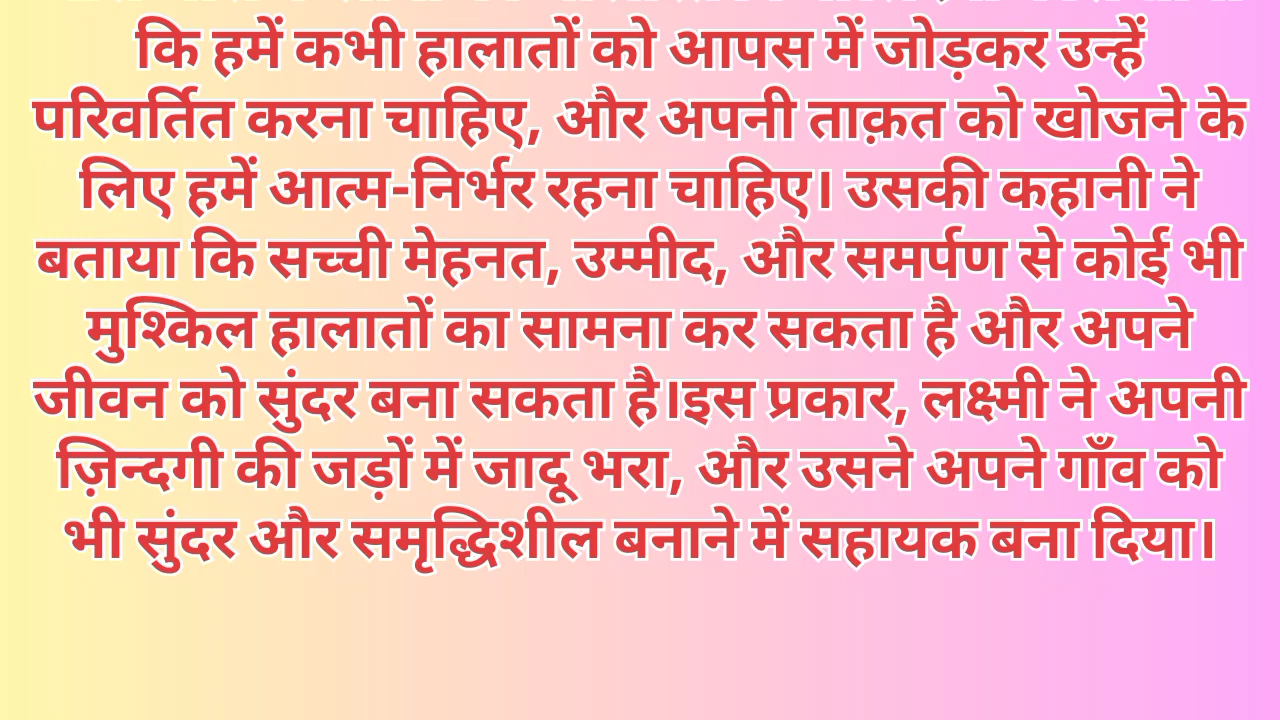 कि हमें कभी हालातों को आपस में जोड़कर उन्हें
परिवर्तित करना चाहिए, और अपनी ताक़त को खोजने के
लिए हमें आत्म-निर्भर रहना चाहिए। उसकी कहानी ने
बताया कि सच्ची मेहनत, उम्मीद, और समर्पण से कोई भी
मुश्किल हालातों का सामना कर सकता है और अपने
जीवन को सुंदर बना सकता है।इस प्रकार, लक्ष्मी ने अपनी
ज़िन्दगी की जड़ों में जादू भरा, और उसने अपने गाँव को
भी सुंदर और समृद्धिशील बनाने में सहायक बना दिया।